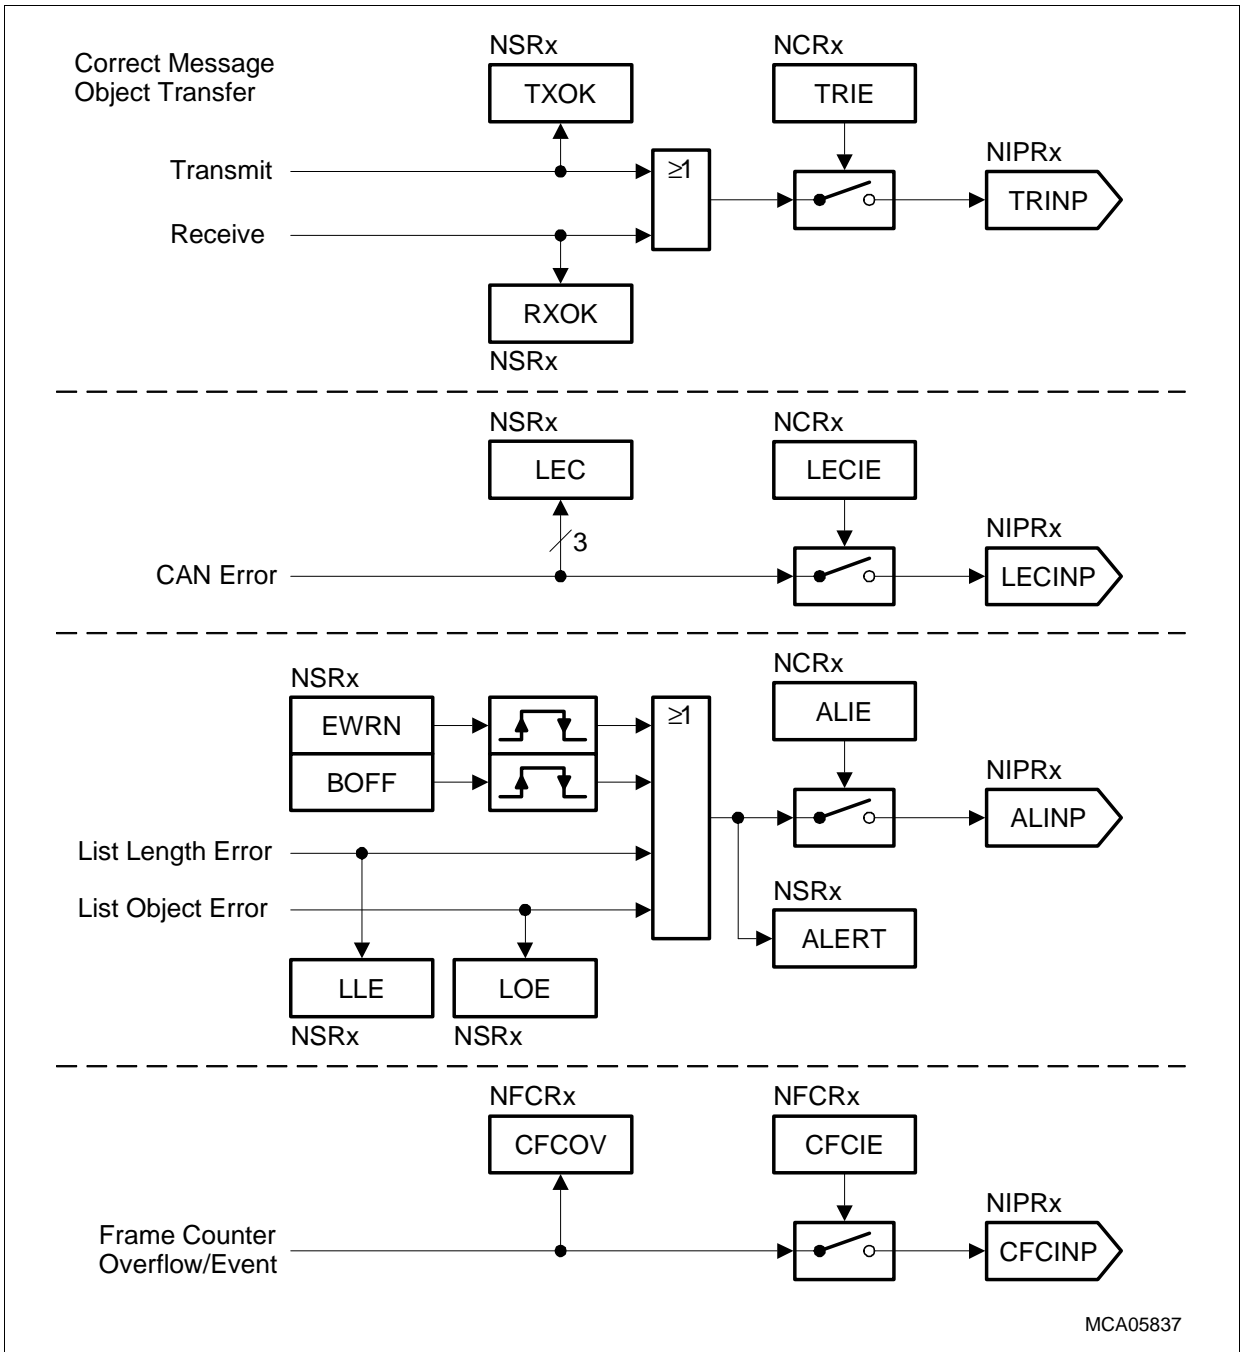 NSRx
NCRx
Correct Message
Object Transfer
TXOK
TRIE
NIPRx
Transmit
≥1
TRINP
Receive
RXOK
NSRx
NSRx
NCRx
LEC
LECIE
NIPRx
3
CAN Error
LECINP
NCRx
NSRx
EWRN
≥1
ALIE
BOFF
NIPRx
ALINP
List Length Error
NSRx
List Object Error
ALERT
LLE
LOE
NSRx
NSRx
NFCRx
NFCRx
CFCOV
CFCIE
NIPRx
Frame Counter
Overflow/Event
CFCINP
MCA05837